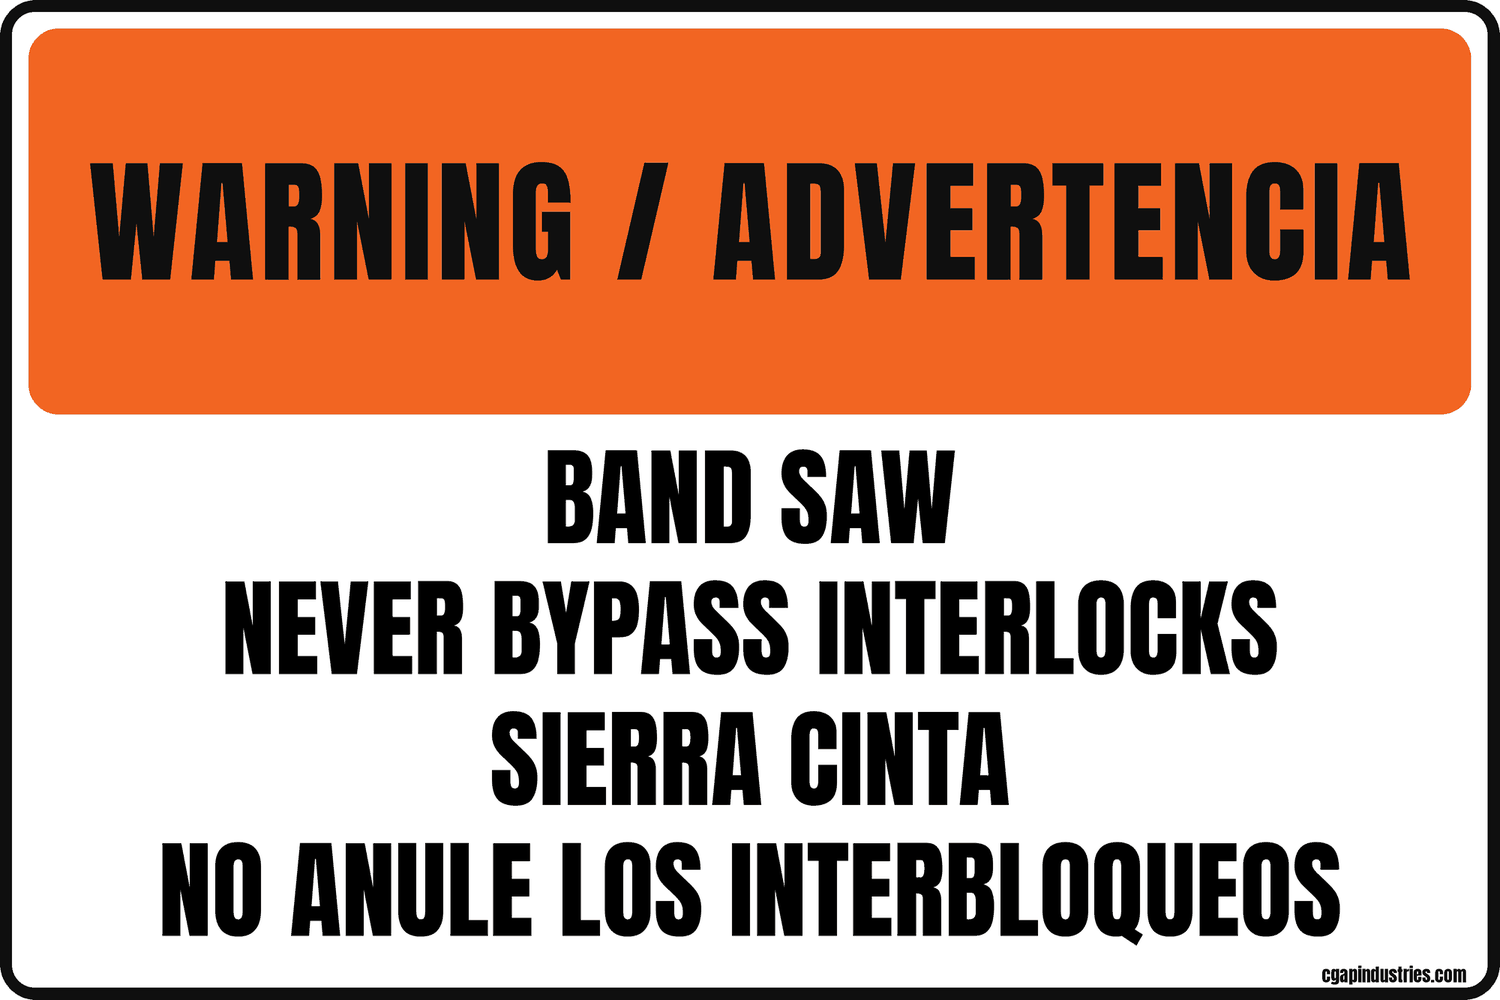 WARNING / ADVERTENCIA
BAND SAW
NEVER BYPASS INTERLOCKS
SIERRA CINTA
NO ANULE LOS INTERBLOQUEOS
cgapindustries.com